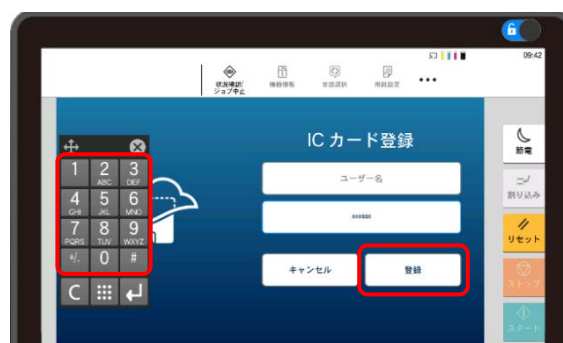 6
09:42
状況確認/
ジョブ中止
機器情報
言語選択
用紙設定
•••
IC カード登録
ユーザー名
******
キャンセル
登録
1
2
ABC
3
DEF
4
GHI
5
JKL
6
MNO
7
PQRS
8
TUV
9
WXYZ
*/.
0
#
C
節電
割り込み
リセット
ストップ
スタート